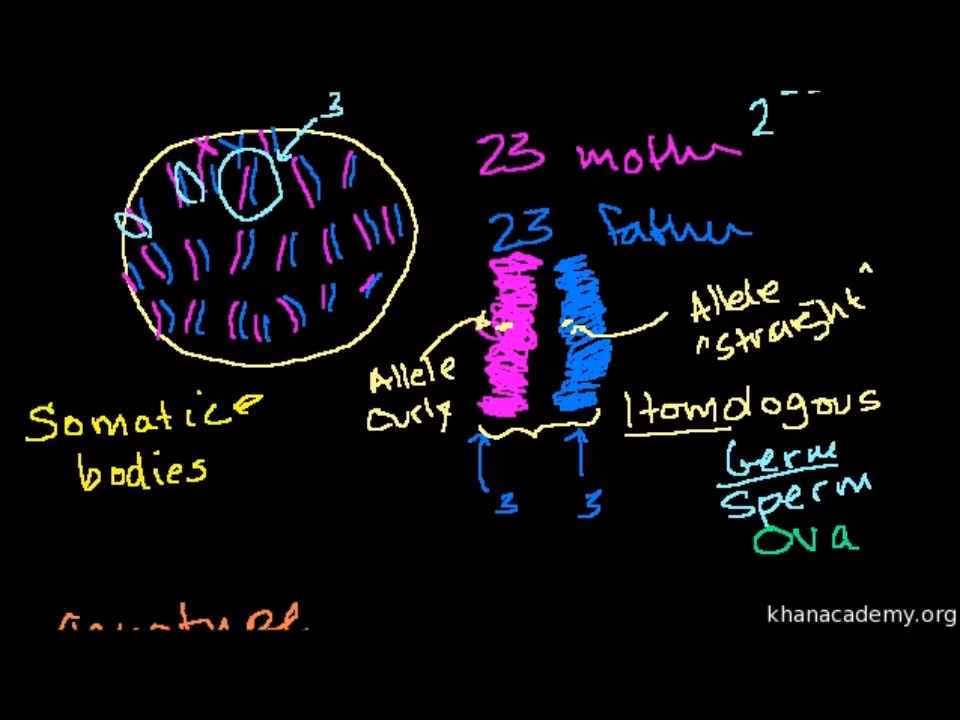 3
23 mother
2
23 father
Allele
"straight"
Allele
curly
Homologous
Somatic
bodies
Germ
Sperm
Ova
3
3
khanacademy.org